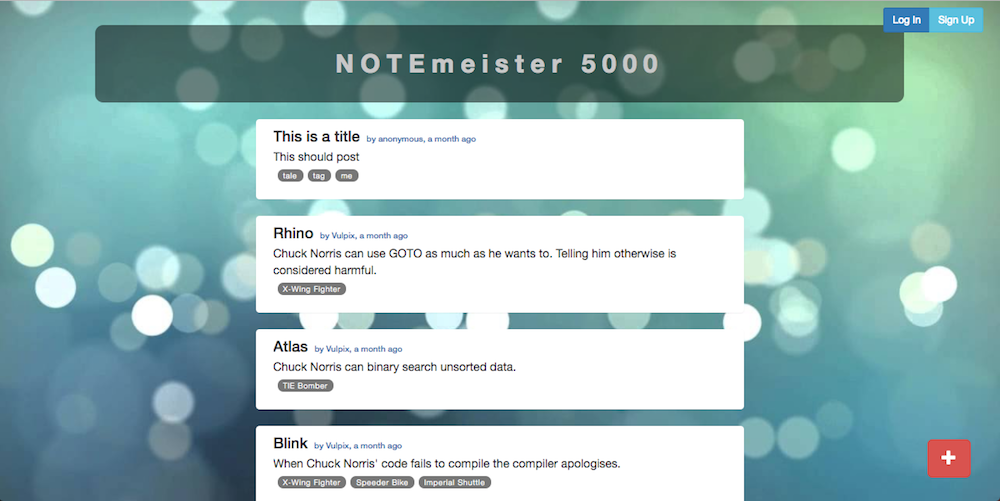 Log In Sign Up
NOTEmeister 5000
This is a title by anonymous, a month ago
This should post
tale tag me
Rhino by Vulpix, a month ago
Chuck Norris can use GOTO as much as he wants to. Telling him otherwise is
considered harmful.
X-Wing Fighter
Atlas by Vulpix, a month ago
Chuck Norris can binary search unsorted data.
TIE Bomber
Blink by Vulpix, a month ago
When Chuck Norris' code fails to compile the compiler apologises.
X-Wing Fighter Speeder Bike Imperial Shuttle